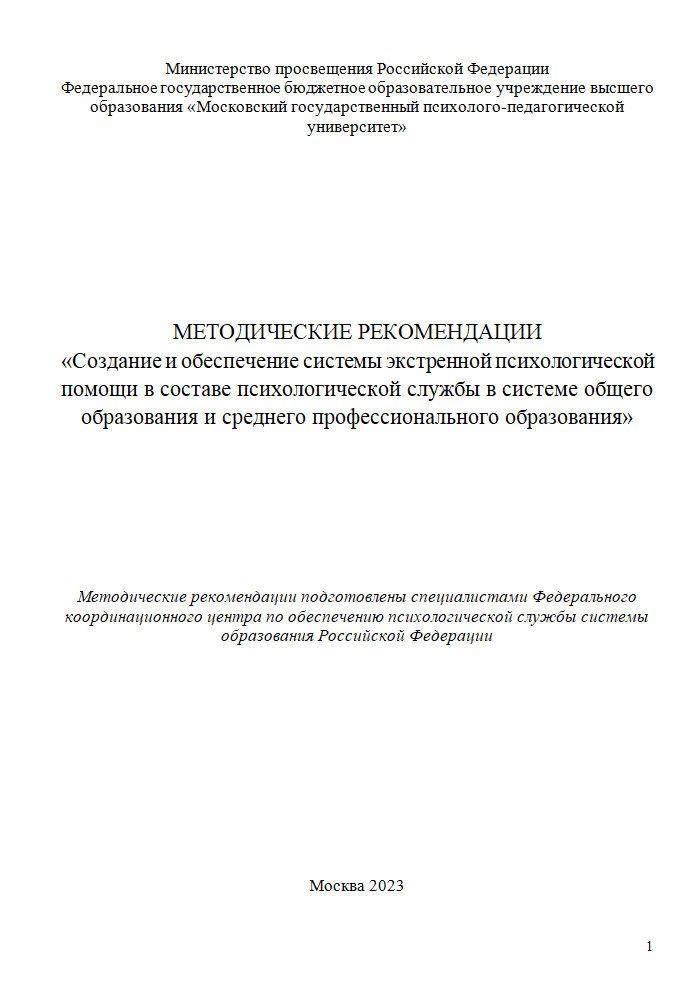 Министерство просвещения Российской Федерации
Федеральное государственное бюджетное образовательное учреждение высшего
образования «Московский государственный психолого-педагогической
университет»
МЕТОДИЧЕСКИЕ РЕКОМЕНДАЦИИ
«Создание и обеспечение системы экстренной психологической
помощи в составе психологической службы в системе общего
образования и среднего профессионального образования»
Методические рекомендации подготовлены специалистами Федерального
координационного центра по обеспечению психологической службы системы
образования Российской Федерации
Москва 2023
1